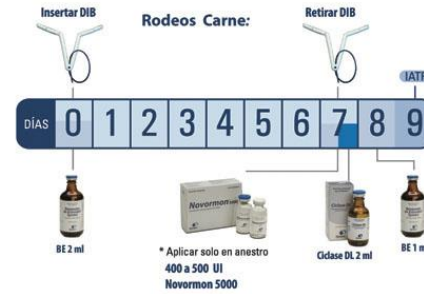 Insertar DIB
Rodeos Carne:
Retirar DIB
IATF
DÍAS 0 1 2 3 4 5 6 7 8 9
Novormon 5000
BE 2 ml
* Aplicar solo en anestro
400 a 500 UI
Novormon 5000
Ciclase DL 2 ml
BE 1 m